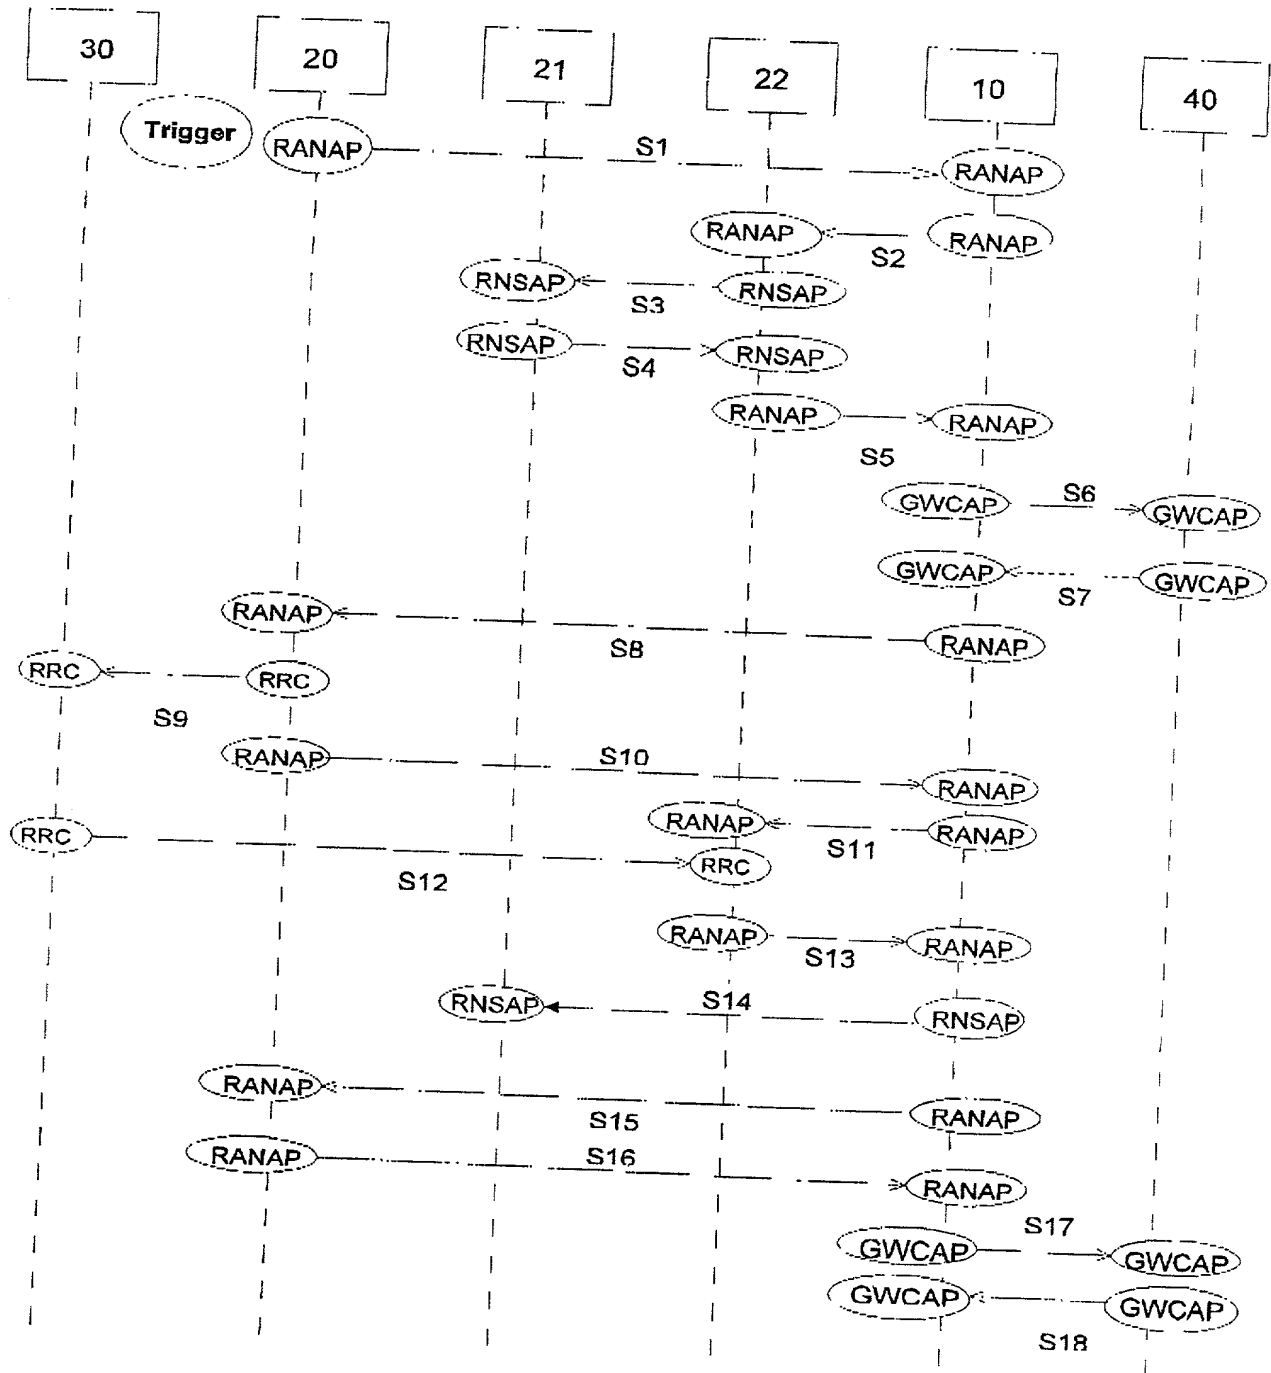 30 20 21 22 10 40
Trigger RANAP S1 RANAP
RANAP S2 RANAP
RNSAP S3 RNSAP
RNSAP S4 RNSAP
RANAP S5 RANAP
GWCAP S6 GWCAP
GWCAP S7 GWCAP
RANAP S8 RANAP
RRC S9 RRC
RANAP S10 RANAP
RANAP S11 RANAP
RRC S12 RRC
RANAP S13 RANAP
RNSAP S14 RNSAP
RANAP S15 RANAP
RANAP S16 RANAP
GWCAP S17 GWCAP
GWCAP S18 GWCAP